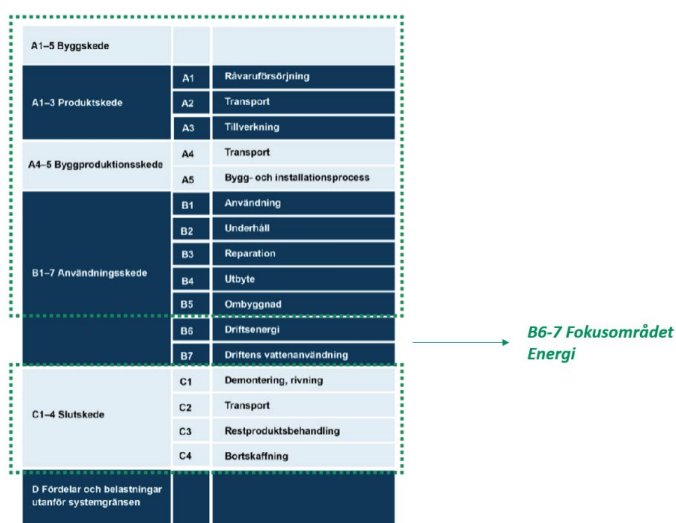 A1–5 Byggskede
A1–3 Produktskede
A1 Råvaruförsörjning
A2 Transport
A3 Tillverkning
A4–5 Byggproduktionsskede
A4 Transport
A5 Bygg- och installationsprocess
B1–7 Användningsskede
B1 Användning
B2 Underhåll
B3 Reparation
B4 Utbyte
B5 Ombyggnad
B6 Driftsenergi
B7 Driftens vattenanvändning
B6-7 Fokusområdet
Energi
C1–4 Slutskede
C1 Demontering, rivning
C2 Transport
C3 Restproduktsbehandling
C4 Bortskaffning
D Fördelar och belastningar
utanför systemgränsen